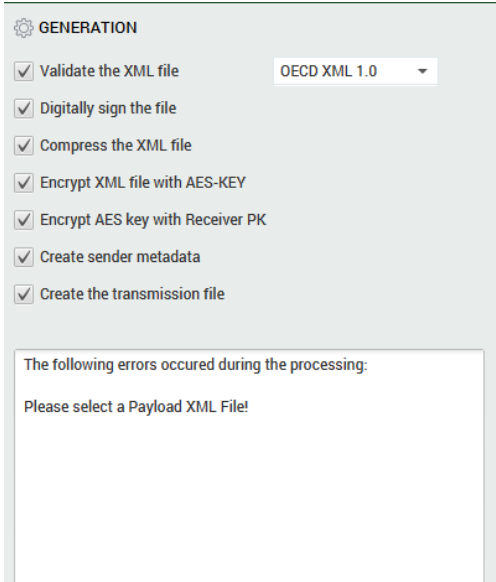 GENERATION
Validate the XML file OECD XML 1.0
Digitally sign the file
Compress the XML file
Encrypt XML file with AES-KEY
Encrypt AES key with Receiver PK
Create sender metadata
Create the transmission file
The following errors occured during the processing:
Please select a Payload XML File!